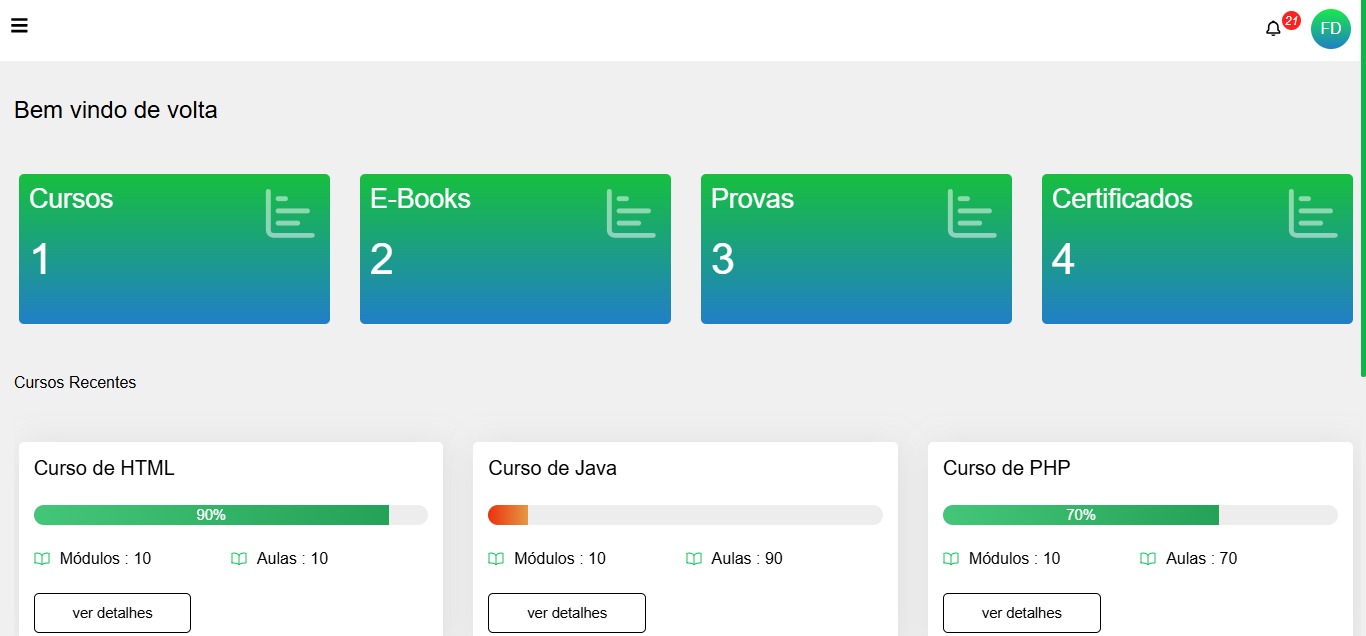 21
FD
Bem vindo de volta
Cursos
1
E-Books
2
Provas
3
Certificados
4
Cursos Recentes
Curso de HTML
90%
Módulos : 10
Aulas : 10
ver detalhes
Curso de Java
Módulos : 10
Aulas : 90
ver detalhes
Curso de PHP
70%
Módulos : 10
Aulas : 70
ver detalhes